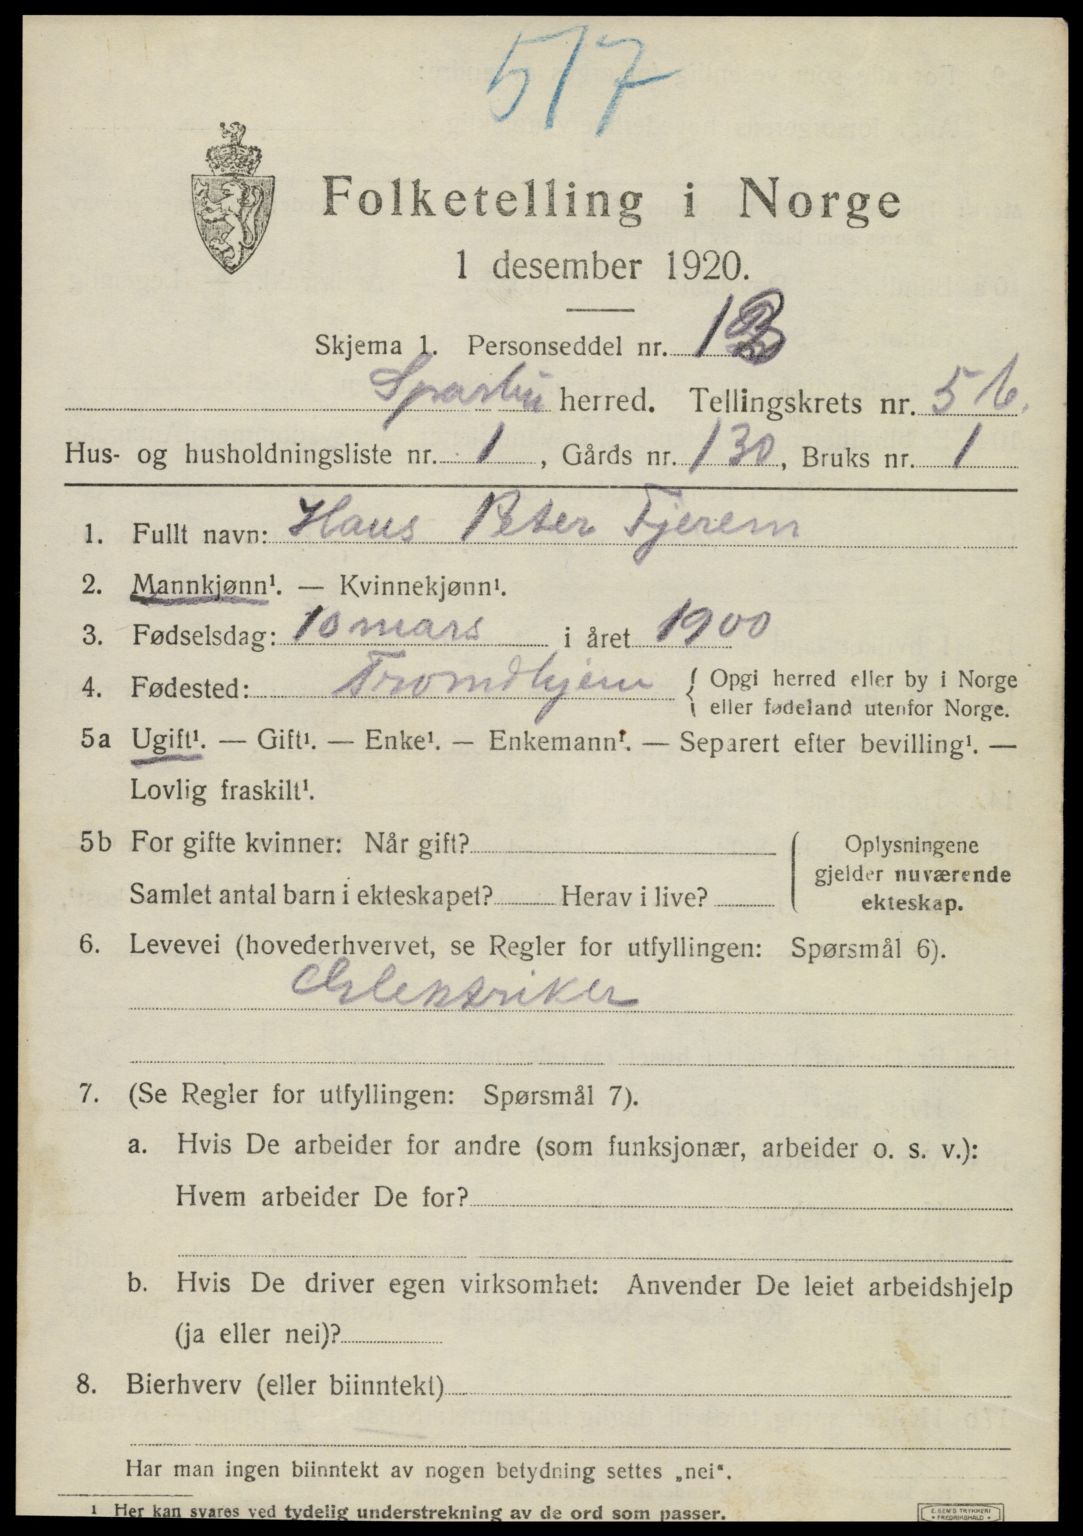 517
Folketelling i Norge
1 desember 1920.
Skjema 1. Personseddel nr. 1
Sparbu herred. Tellingskrets nr. 5
Hus- og husholdningsliste nr. 1, Gårds nr. 130, Bruks nr. 1
1. Fullt navn: Hans Peter Tjerem
2. Mannkjønn¹. — Kvinnekjønn¹.
3. Fødselsdag: 10 mars i året 1900
4. Fødested: Tromdhjem { Opgi herred eller by i Norge
eller fødeland utenfor Norge.
5a Ugift¹. — Gift¹. — Enke¹. — Enkemann¹. — Separert efter bevilling¹. —
Lovlig fraskilt¹.
5b For gifte kvinner: Når gift?
Samlet antal barn i ekteskapet? Herav i live?
Oplysningene
gjelder nuværende
ekteskap.
6. Levevei (hovederhvervet, se Regler for utfyllingen: Spørsmål 6).
Elektriker
7. (Se Regler for utfyllingen: Spørsmål 7).
a. Hvis De arbeider for andre (som funksjonær, arbeider o. s. v.):
Hvem arbeider De for?
b. Hvis De driver egen virksomhet: Anvender De leiet arbeidshjelp
(ja eller nei)?
8. Bierhverv (eller biinntekt)
Har man ingen biinntekt av nogen betydning settes „nei“.
¹ Her kan svares ved tydelig understrekning av de ord som passer.
E. SEM'S TRYKKERI
FREDRIKSHALD